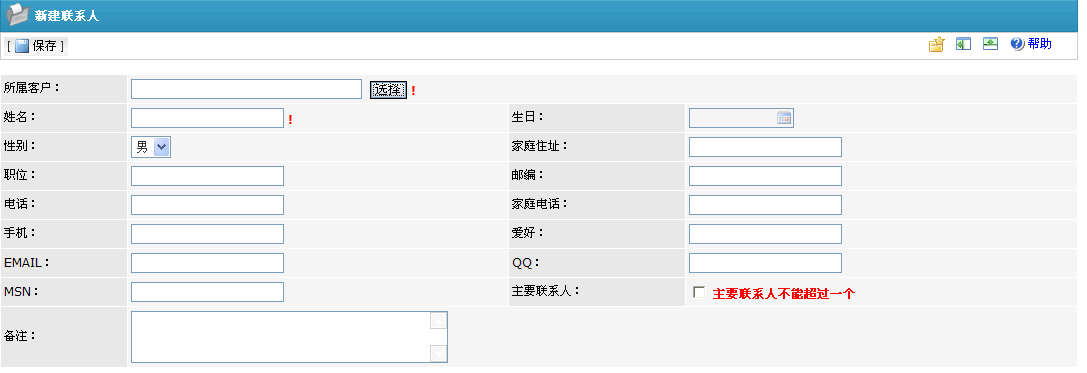 新建联系人
[ 保存 ] 帮助
所属客户： 选择 !
姓名： ! 生日：
性别： 男 家庭住址：
职位： 邮编：
电话： 家庭电话：
手机： 爱好：
EMAIL： QQ：
MSN： 主要联系人： 主要联系人不能超过一个
备注：